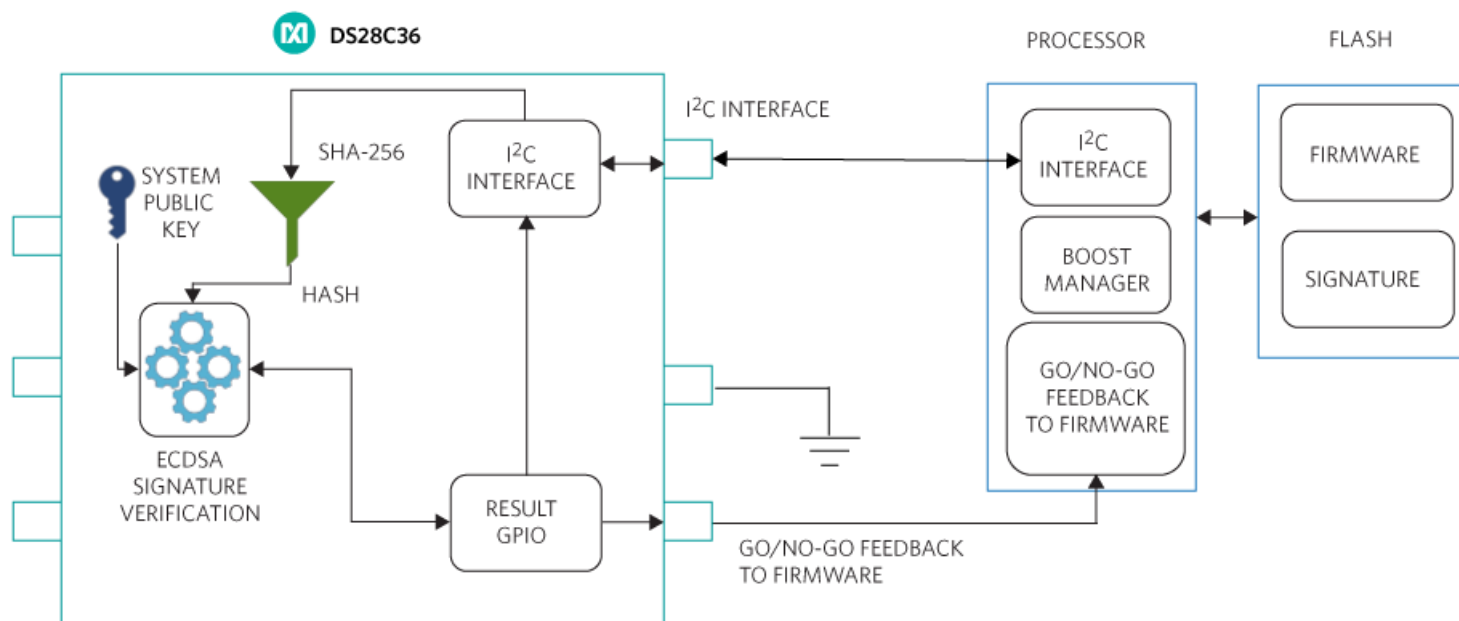 DS28C36
PROCESSOR
FLASH
I²C INTERFACE
SHA-256
I²C
INTERFACE
SYSTEM
PUBLIC
KEY
HASH
ECDSA
SIGNATURE
VERIFICATION
RESULT
GPIO
GO/NO-GO FEEDBACK
TO FIRMWARE
I²C
INTERFACE
BOOST
MANAGER
GO/NO-GO
FEEDBACK
TO FIRMWARE
FIRMWARE
SIGNATURE